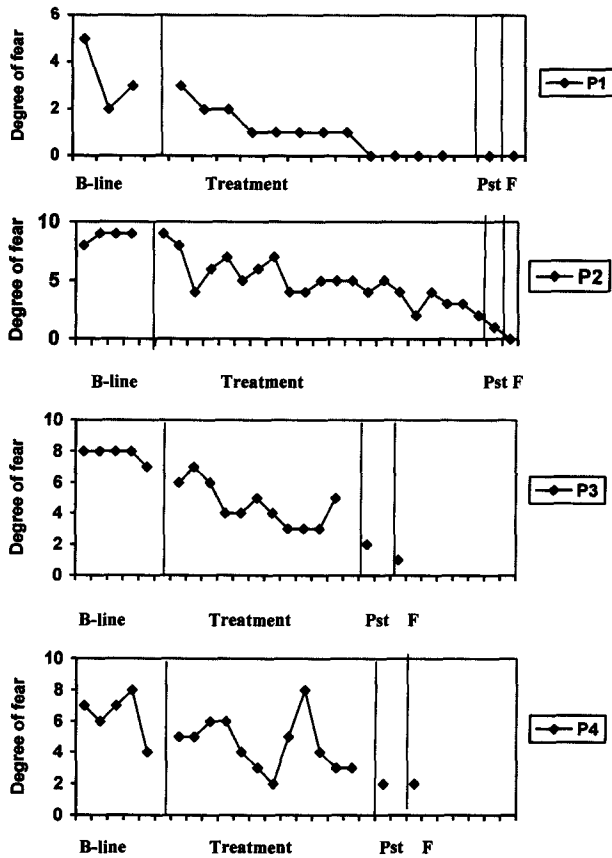 6
4
2
0
Degree of fear
P1
B-line Treatment Pst F
10
5
0
Degree of fear
P2
B-line Treatment Pst F
10
8
6
4
2
0
Degree of fear
P3
B-line Treatment Pst F
10
8
6
4
2
0
Degree of fear
P4
B-line Treatment Pst F